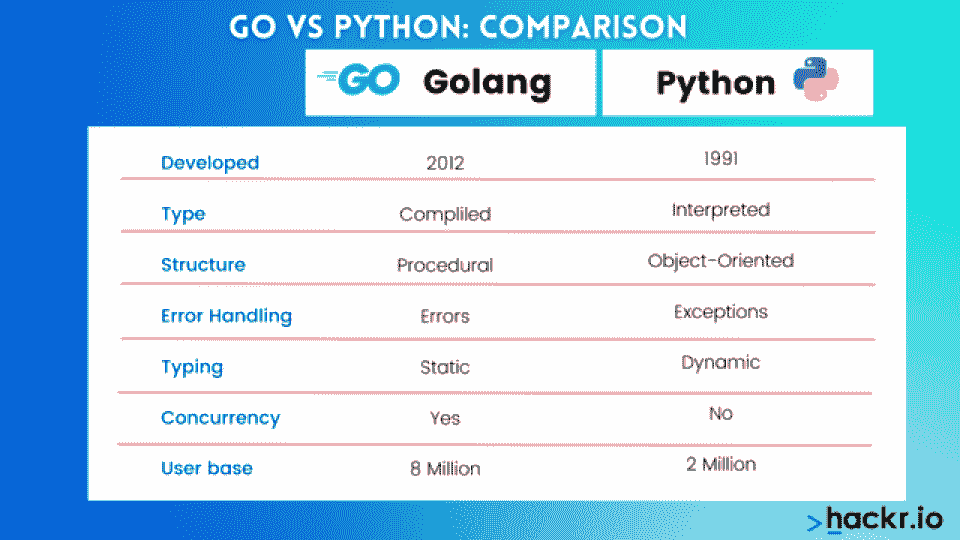 GO VS PYTHON: COMPARISON
GO Golang Python
Developed 2012 1991
Type Compliled Interpreted
Structure Procedural Object-Oriented
Error Handling Errors Exceptions
Typing Static Dynamic
Concurrency Yes No
User base 8 Million 2 Million
>hackr.io